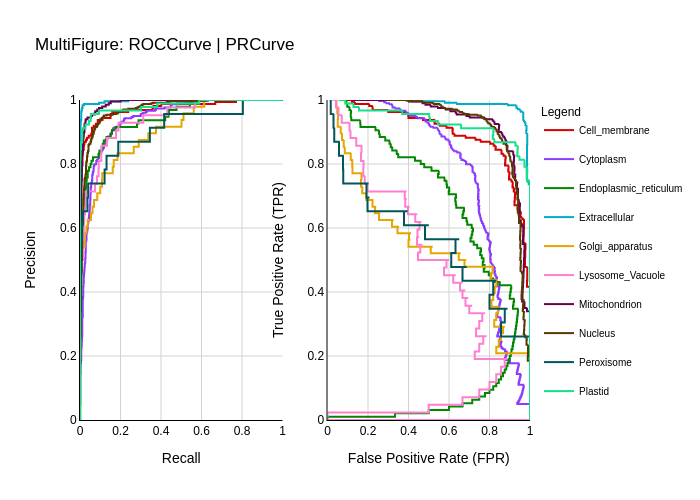 MultiFigure: ROCCurve | PRCurve
Precision
1
0.8
0.6
0.4
0.2
0
0
0.2
0.4
0.6
0.8
1
Recall
True Positive Rate (TPR)
1
0.8
0.6
0.4
0.2
0
0
0.2
0.4
0.6
0.8
1
False Positive Rate (FPR)
Legend
Cell_membrane
Cytoplasm
Endoplasmic_reticulum
Extracellular
Golgi_apparatus
Lysosome_Vacuole
Mitochondrion
Nucleus
Peroxisome
Plastid